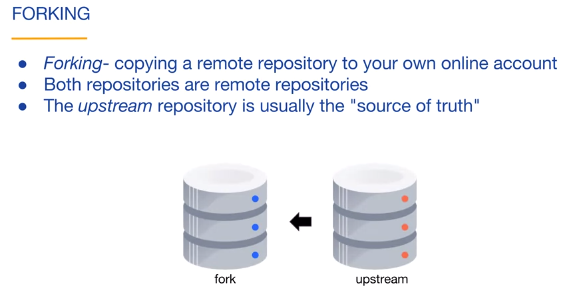 FORKING
● Forking- copying a remote repository to your own online account
● Both repositories are remote repositories
● The upstream repository is usually the "source of truth"
fork
upstream